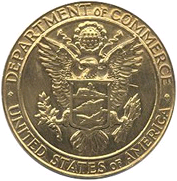 DEPARTMENT OF COMMERCE
UNITED STATES OF AMERICA